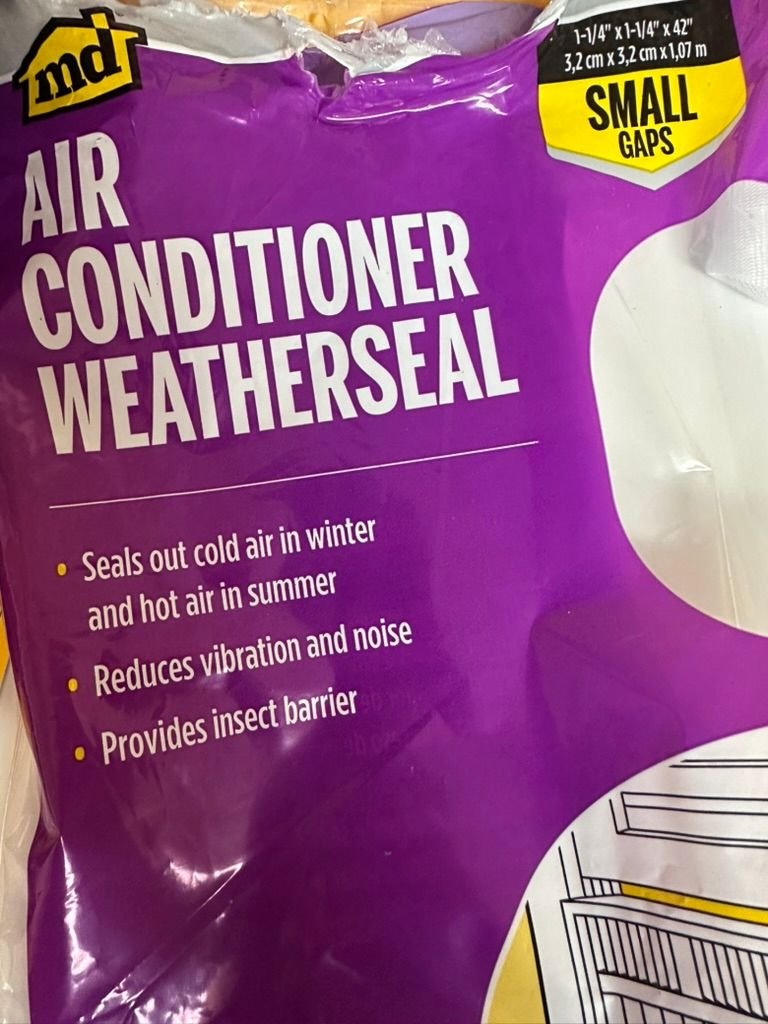 md
1-1/4" x 1-1/4" x 42"
3,2 cm x 3,2 cm x 1,07 m
SMALL
GAPS
AIR
CONDITIONER
WEATHERSEAL
• Seals out cold air in winter
and hot air in summer
• Reduces vibration and noise
• Provides insect barrier